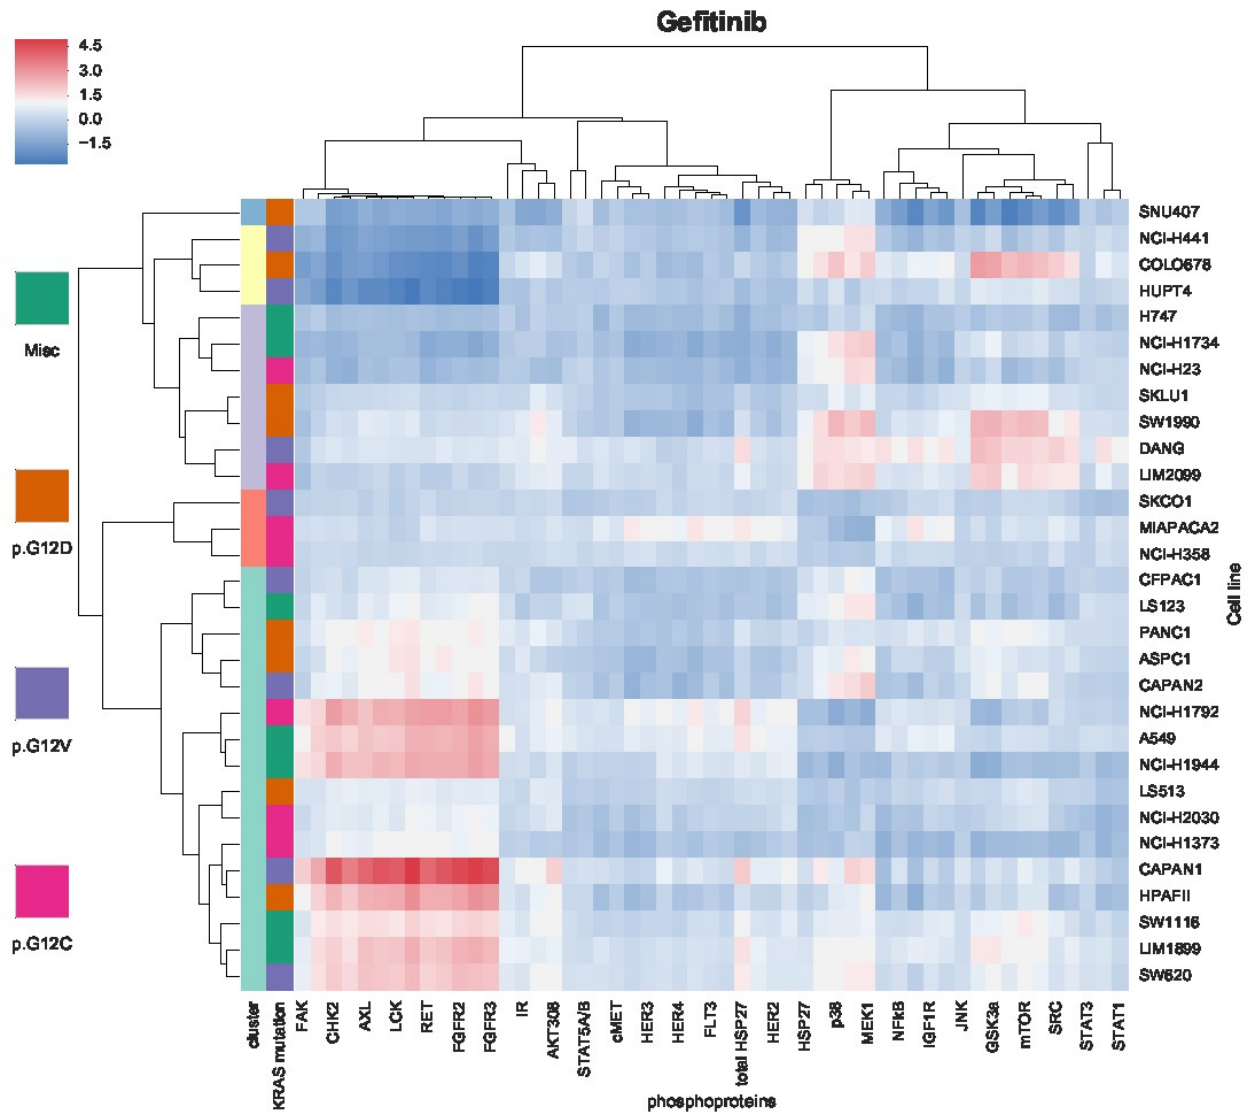 Gefitinib
4.5
3.0
1.5
0.0
−1.5
Misc
p.G12D
p.G12V
p.G12C
SNU407
NCI-H441
COLO678
HUPT4
H747
NCI-H1734
NCI-H23
SKLU1
SW1990
DANG
LIM2099
SKCO1
MIAPACA2
NCI-H358
CFPAC1
LS123
PANC1
ASPC1
CAPAN2
NCI-H1792
A549
NCI-H1944
LS513
NCI-H2030
NCI-H1373
CAPAN1
HPAFII
SW1116
LIM1899
SW620
Cell line
cluster
KRAS mutation
FAK
CHK2
AXL
LCK
RET
FGFR2
FGFR3
IR
AKT308
STAT5A/B
cMET
HER3
HER4
FLT3
total HSP27
HER2
HSP27
p38
MEK1
NFkB
IGF1R
JNK
GSK3a
mTOR
SRC
STAT3
STAT1
phosphoproteins